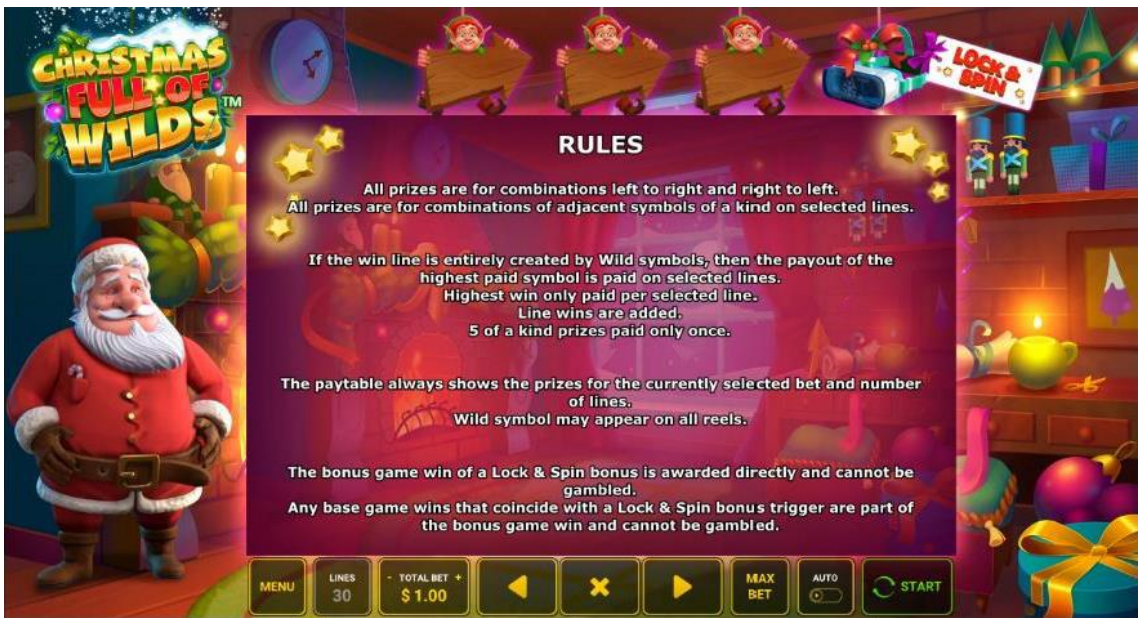 CHRISTMAS
FULL OF
WILDS™
LOCK &
SPIN
RULES
All prizes are for combinations left to right and right to left.
All prizes are for combinations of adjacent symbols of a kind on selected lines.
If the win line is entirely created by Wild symbols, then the payout of the
highest paid symbol is paid on selected lines.
Highest win only paid per selected line.
Line wins are added.
5 of a kind prizes paid only once.
The paytable always shows the prizes for the currently selected bet and number
of lines.
Wild symbol may appear on all reels.
The bonus game win of a Lock & Spin bonus is awarded directly and cannot be
gambled.
Any base game wins that coincide with a Lock & Spin bonus trigger are part of
the bonus game win and cannot be gambled.
MENU
LINES
30
- TOTAL BET +
$ 1.00
MAX
BET
AUTO
START